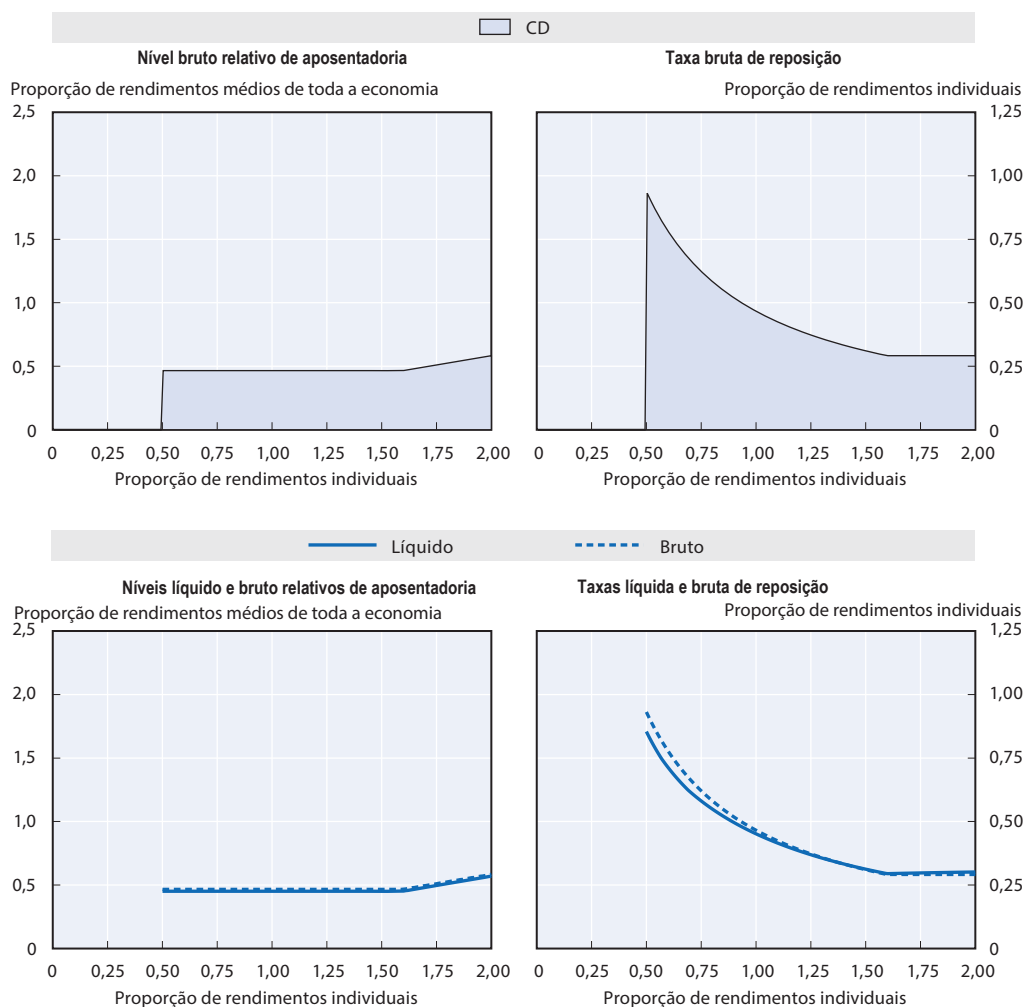 CD
Nível bruto relativo de aposentadoria
Proporção de rendimentos médios de toda a economia
2,5
2,0
1,5
1,0
0,5
0
0 0,25 0,50 0,75 1,00 1,25 1,50 1,75 2,00
Proporção de rendimentos individuais
Taxa bruta de reposição
Proporção de rendimentos individuais
1,25
1,00
0,75
0,50
0,25
0
0 0,25 0,50 0,75 1,00 1,25 1,50 1,75 2,00
Proporção de rendimentos individuais
Líquido Bruto
Níveis líquido e bruto relativos de aposentadoria
Proporção de rendimentos médios de toda a economia
2,5
2,0
1,5
1,0
0,5
0
0 0,25 0,50 0,75 1,00 1,25 1,50 1,75 2,00
Proporção de rendimentos individuais
Taxas líquida e bruta de reposição
Proporção de rendimentos individuais
1,25
1,00
0,75
0,50
0,25
0
0 0,25 0,50 0,75 1,00 1,25 1,50 1,75 2,00
Proporção de rendimentos individuais